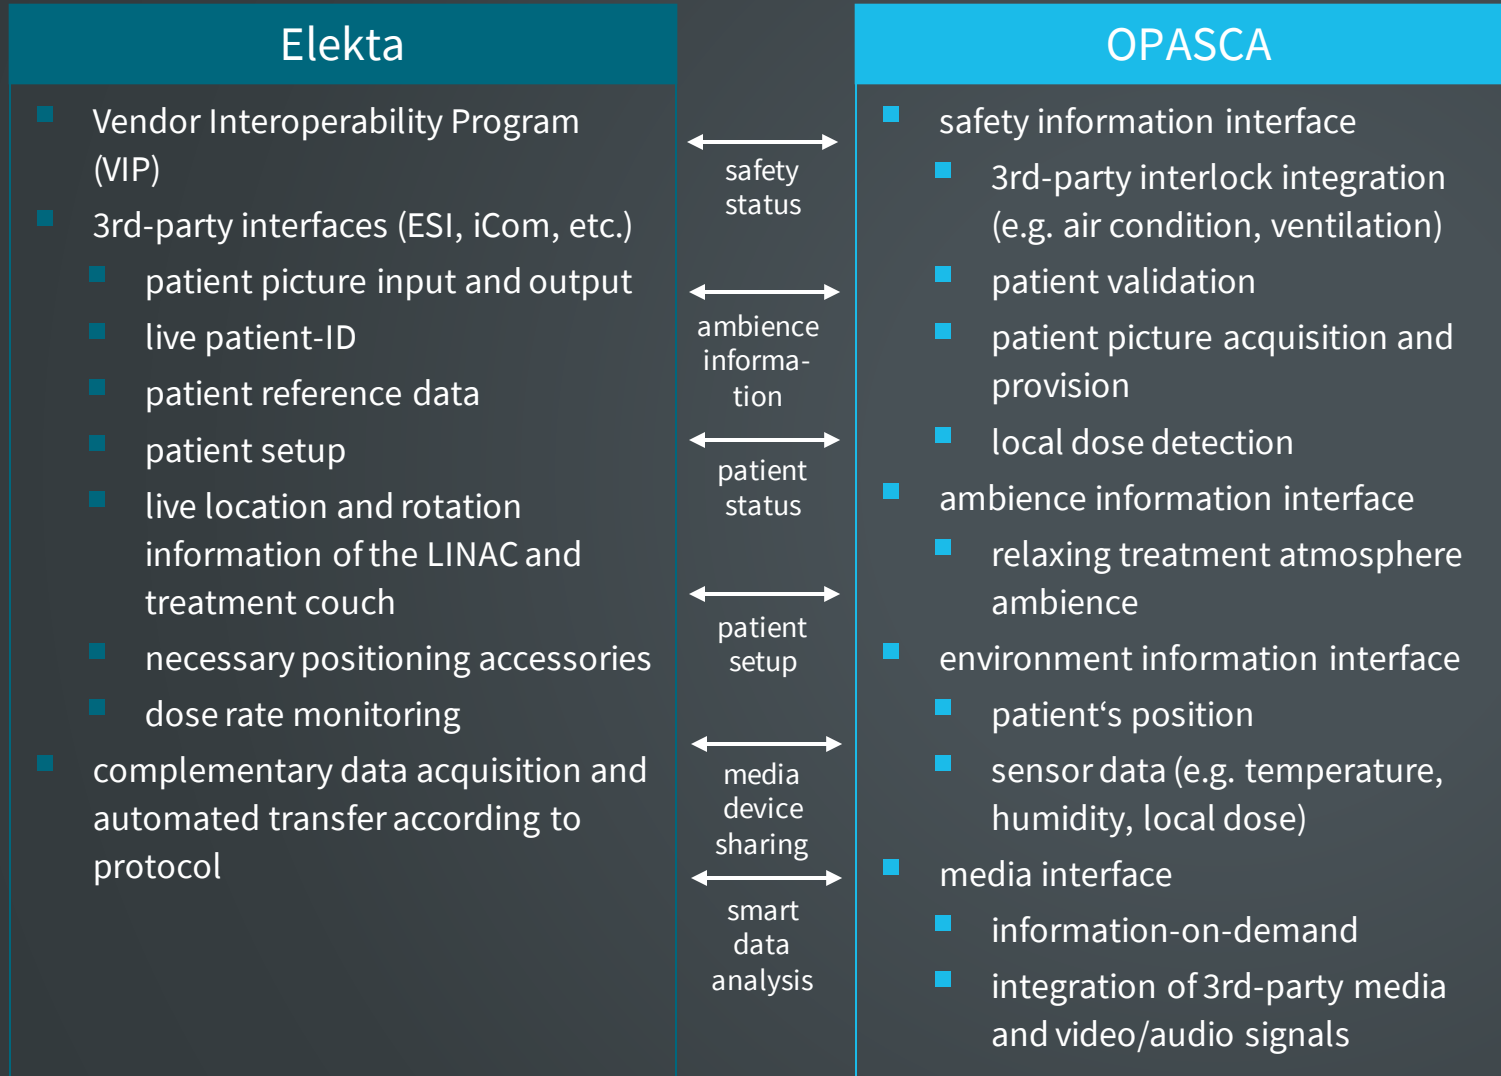 Elekta
Vendor Interoperability Program
(VIP)
3rd-party interfaces (ESI, iCom, etc.)
patient picture input and output
live patient-ID
patient reference data
patient setup
live location and rotation
information of the LINAC and
treatment couch
necessary positioning accessories
dose rate monitoring
complementary data acquisition and
automated transfer according to
protocol
safety
status
ambience
informa-
tion
patient
status
patient
setup
media
device
sharing
smart
data
analysis
OPASCA
safety information interface
3rd-party interlock integration
(e.g. air condition, ventilation)
patient validation
patient picture acquisition and
provision
local dose detection
ambience information interface
relaxing treatment atmosphere
ambience
environment information interface
patient‘s position
sensor data (e.g. temperature,
humidity, local dose)
media interface
information-on-demand
integration of 3rd-party media
and video/audio signals